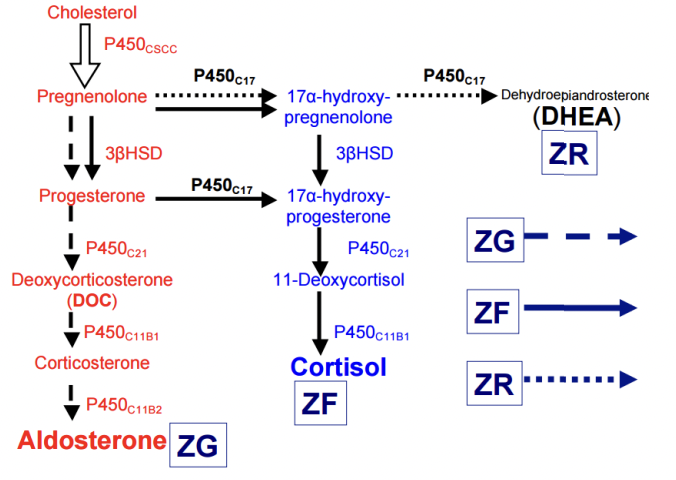 Cholesterol
P450CSCC
P450C17
P450C17
Pregnenolone
17α-hydroxy-
pregnenolone
Dehydroepiandrosterone
(DHEA)
ZR
3βHSD
3βHSD
P450C17
Progesterone
17α-hydroxy-
progesterone
ZG
P450C21
P450C21
Deoxycorticosterone
(DOC)
11-Deoxycortisol
ZF
P450C11B1
P450C11B1
Corticosterone
Cortisol
ZR
P450C11B2
ZF
Aldosterone
ZG